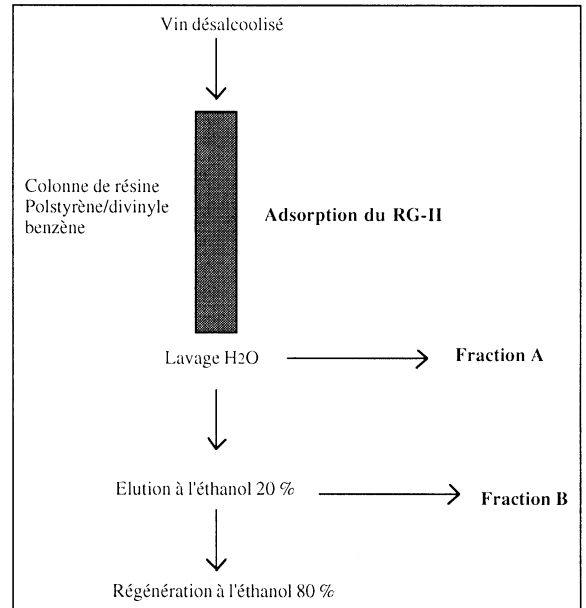 Vin désalcoolisé
Colonne de résine
Polstyrène/divinyle
benzène
Adsorption du RG-II
Lavage H2O
Fraction A
Elution à l'éthanol 20 %
Fraction B
Régénération à l'éthanol 80 %